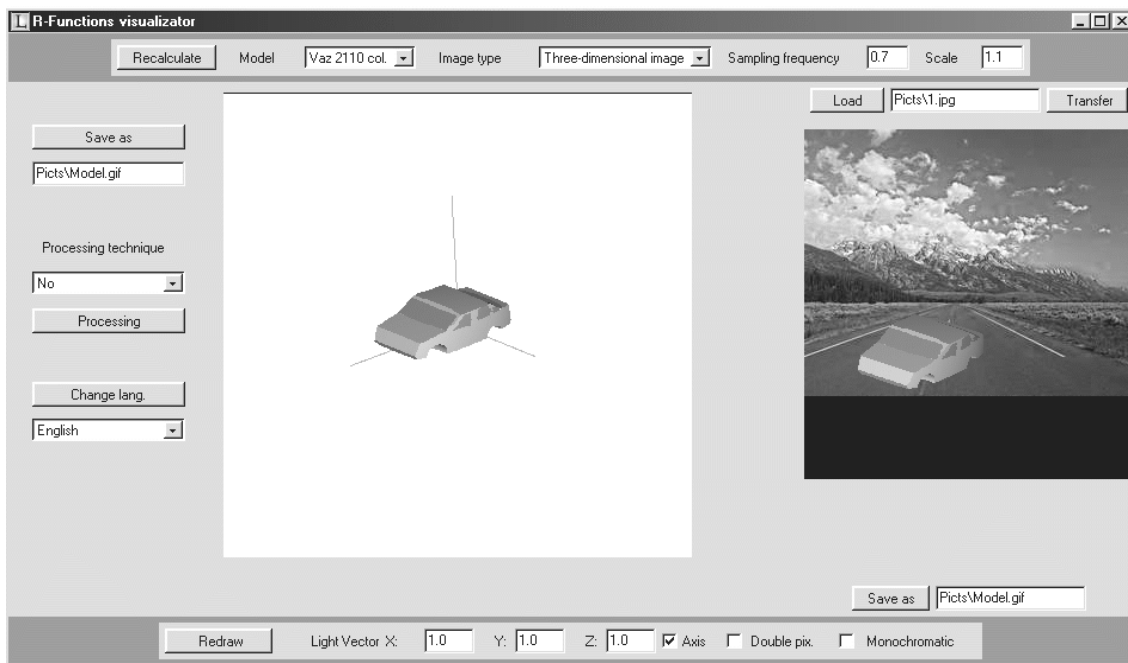 L R-Functions visualizator
Recalculate Model Vaz 2110 col. Image type Three-dimensional image Sampling frequency 0.7 Scale 1.1
Load Picts\1.jpg Transfer
Save as
Picts\Model.gif
Processing technique
No
Processing
Change lang.
English
Save as Picts\Model.gif
Redraw Light Vector X: 1.0 Y: 1.0 Z: 1.0 Axis Double pix. Monochromatic